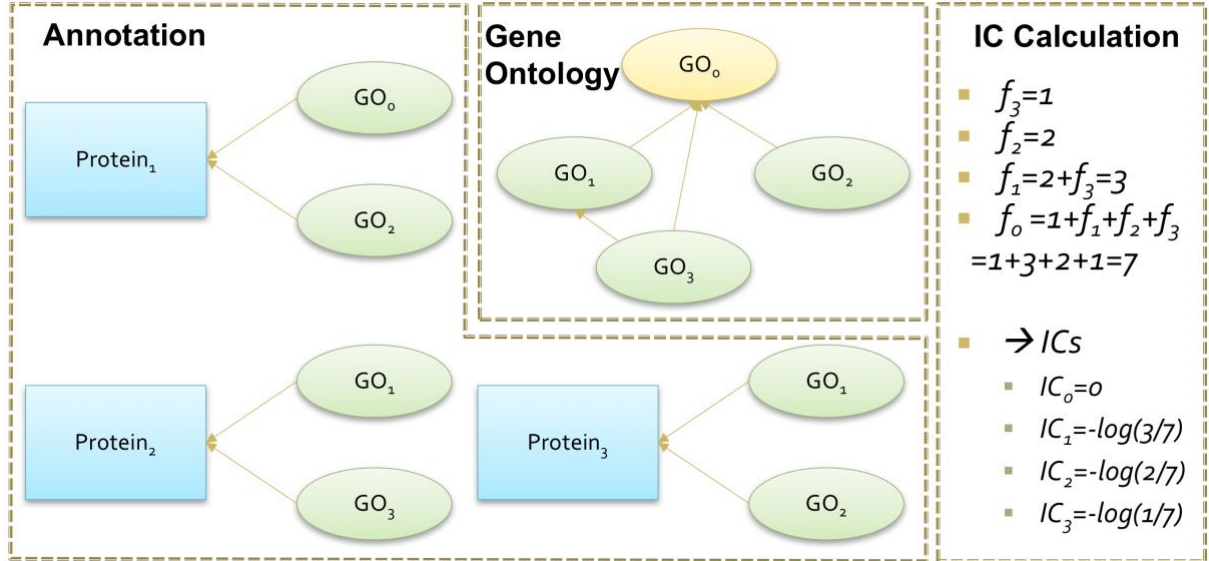 Annotation
GO₀
Protein₁
GO₂
GO₁
Protein₂
GO₃
GO₁
Protein₃
GO₂
Gene
Ontology
GO₀
GO₁
GO₂
GO₃
IC Calculation
f₃=1
f₂=2
f₁=2+f₃=3
f₀ =1+f₁+f₂+f₃
=1+3+2+1=7
→ ICs
IC₀=0
IC₁=-log(3/7)
IC₂=-log(2/7)
IC₃=-log(1/7)